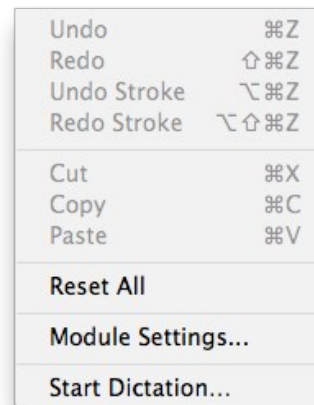 Undo ⌘Z
Redo ⇧⌘Z
Undo Stroke ⌥⌘Z
Redo Stroke ⌥⇧⌘Z
Cut ⌘X
Copy ⌘C
Paste ⌘V
Reset All
Module Settings...
Start Dictation...